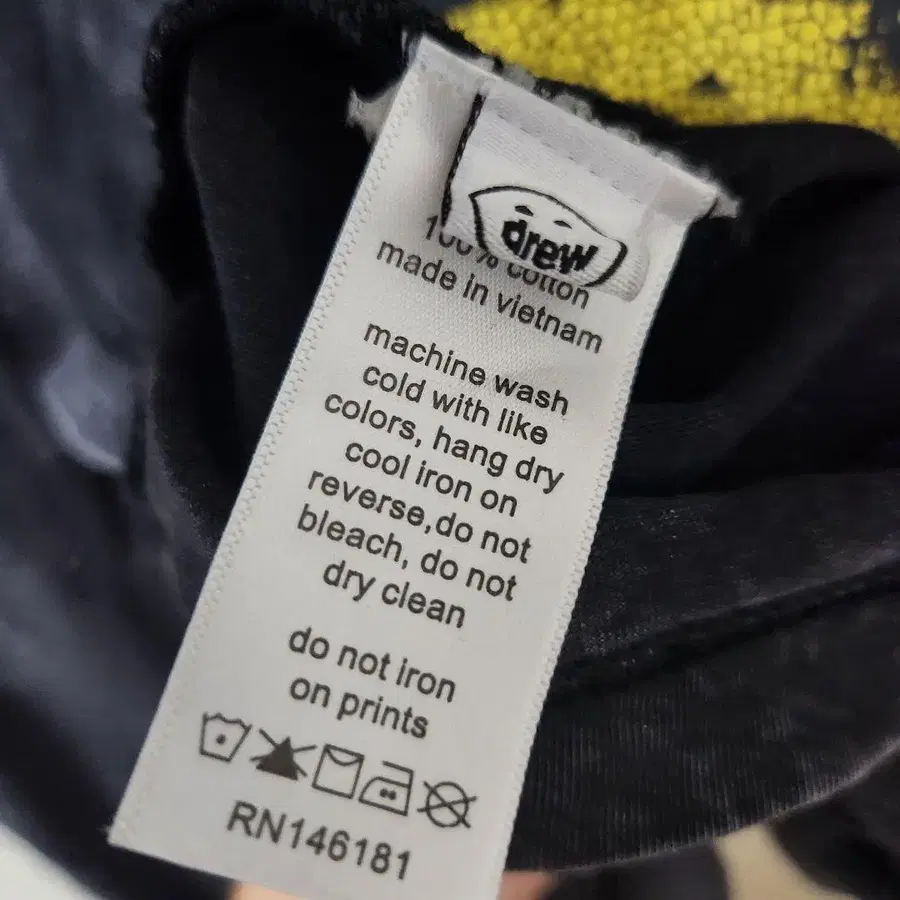 drew
100% cotton
made in vietnam
machine wash
cold with like
colors, hang dry
cool iron on
reverse,do not
bleach, do not
dry clean
do not iron
on prints
RN146181